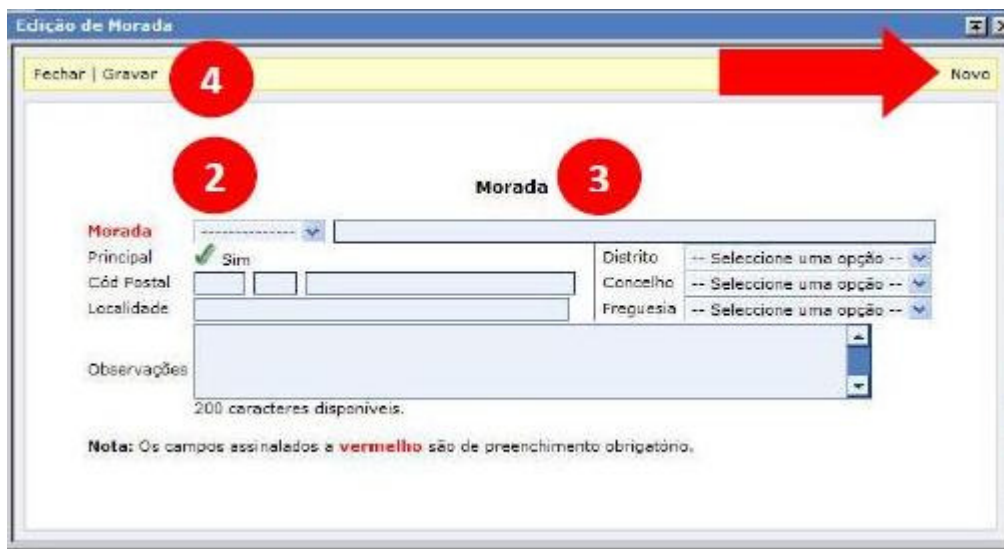 Edição de Morada
Fechar | Gravar 4 Novo
2 Morada 3
Morada --------------
Principal Sim Distrito -- Seleccione uma opção --
Cód Postal Concelho -- Seleccione uma opção --
Localidade Freguesia -- Seleccione uma opção --
Observações
200 caracteres disponíveis.
Nota: Os campos assinalados a vermelho são de preenchimento obrigatório.